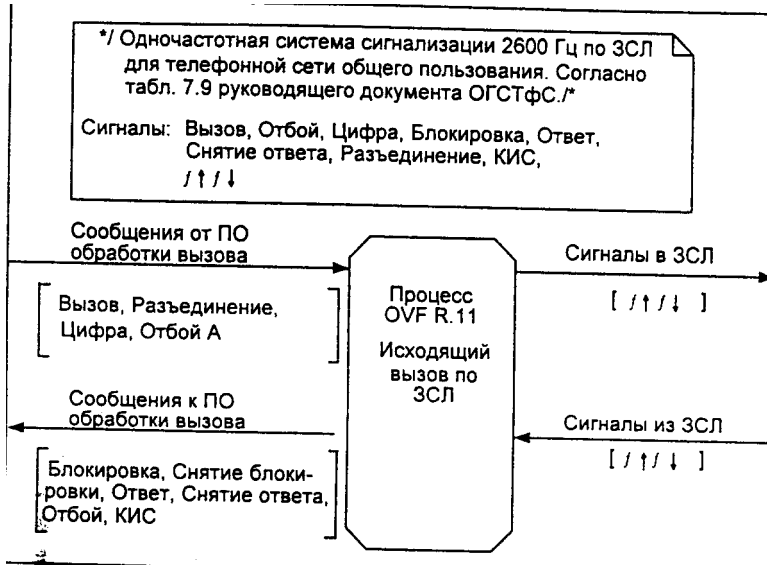 */ Одночастотная система сигнализации 2600 Гц по ЗСЛ
для телефонной сети общего пользования. Согласно
табл. 7.9 руководящего документа ОГСТфС./*
Сигналы: Вызов, Отбой, Цифра, Блокировка, Ответ,
Снятие ответа, Разъединение, КИС,
f↑f↓
Сообщения от ПО
обработки вызова
[Вызов, Разъединение,
Цифра, Отбой А]
Процесс
OVF R.11
Исходящий
вызов по
ЗСЛ
Сигналы в ЗСЛ
[ f↑f↓ ]
Сообщения к ПО
обработки вызова
[Блокировка, Снятие блоки-
ровки, Ответ, Снятие ответа,
Отбой, КИС]
Сигналы из ЗСЛ
[ f↑f↓ ]